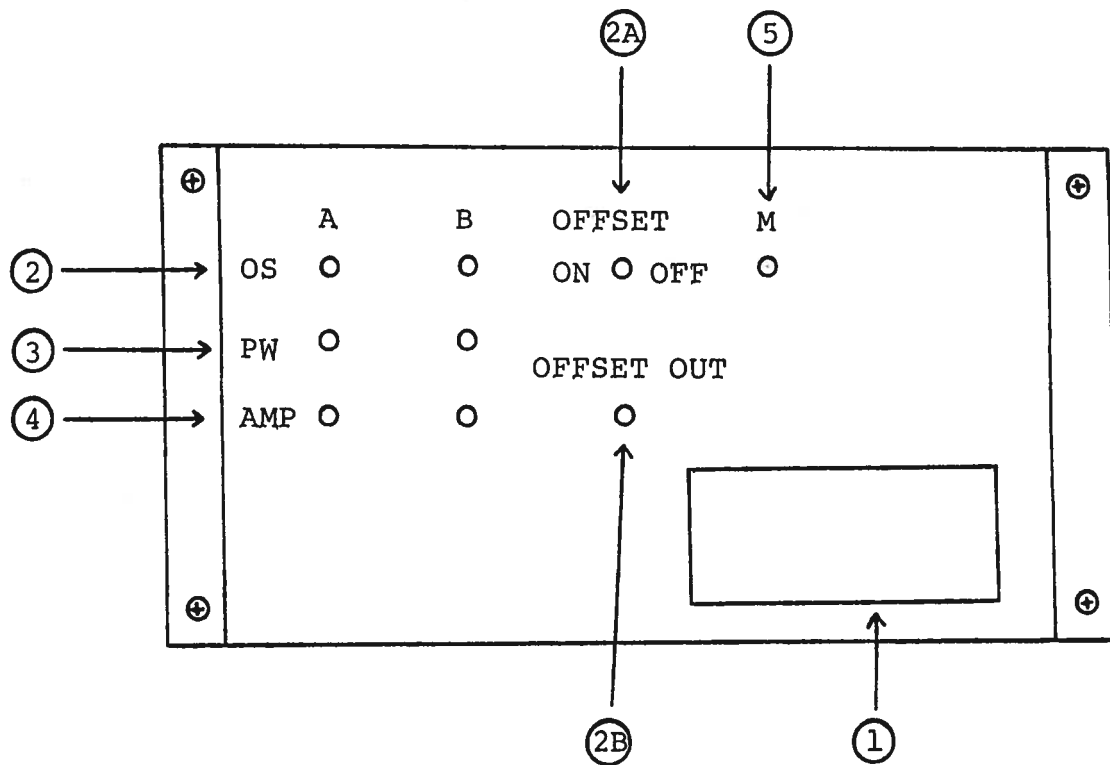 2A 5
A B OFFSET M
2 OS ON OFF
3 PW
OFFSET OUT
4 AMP
2B 1